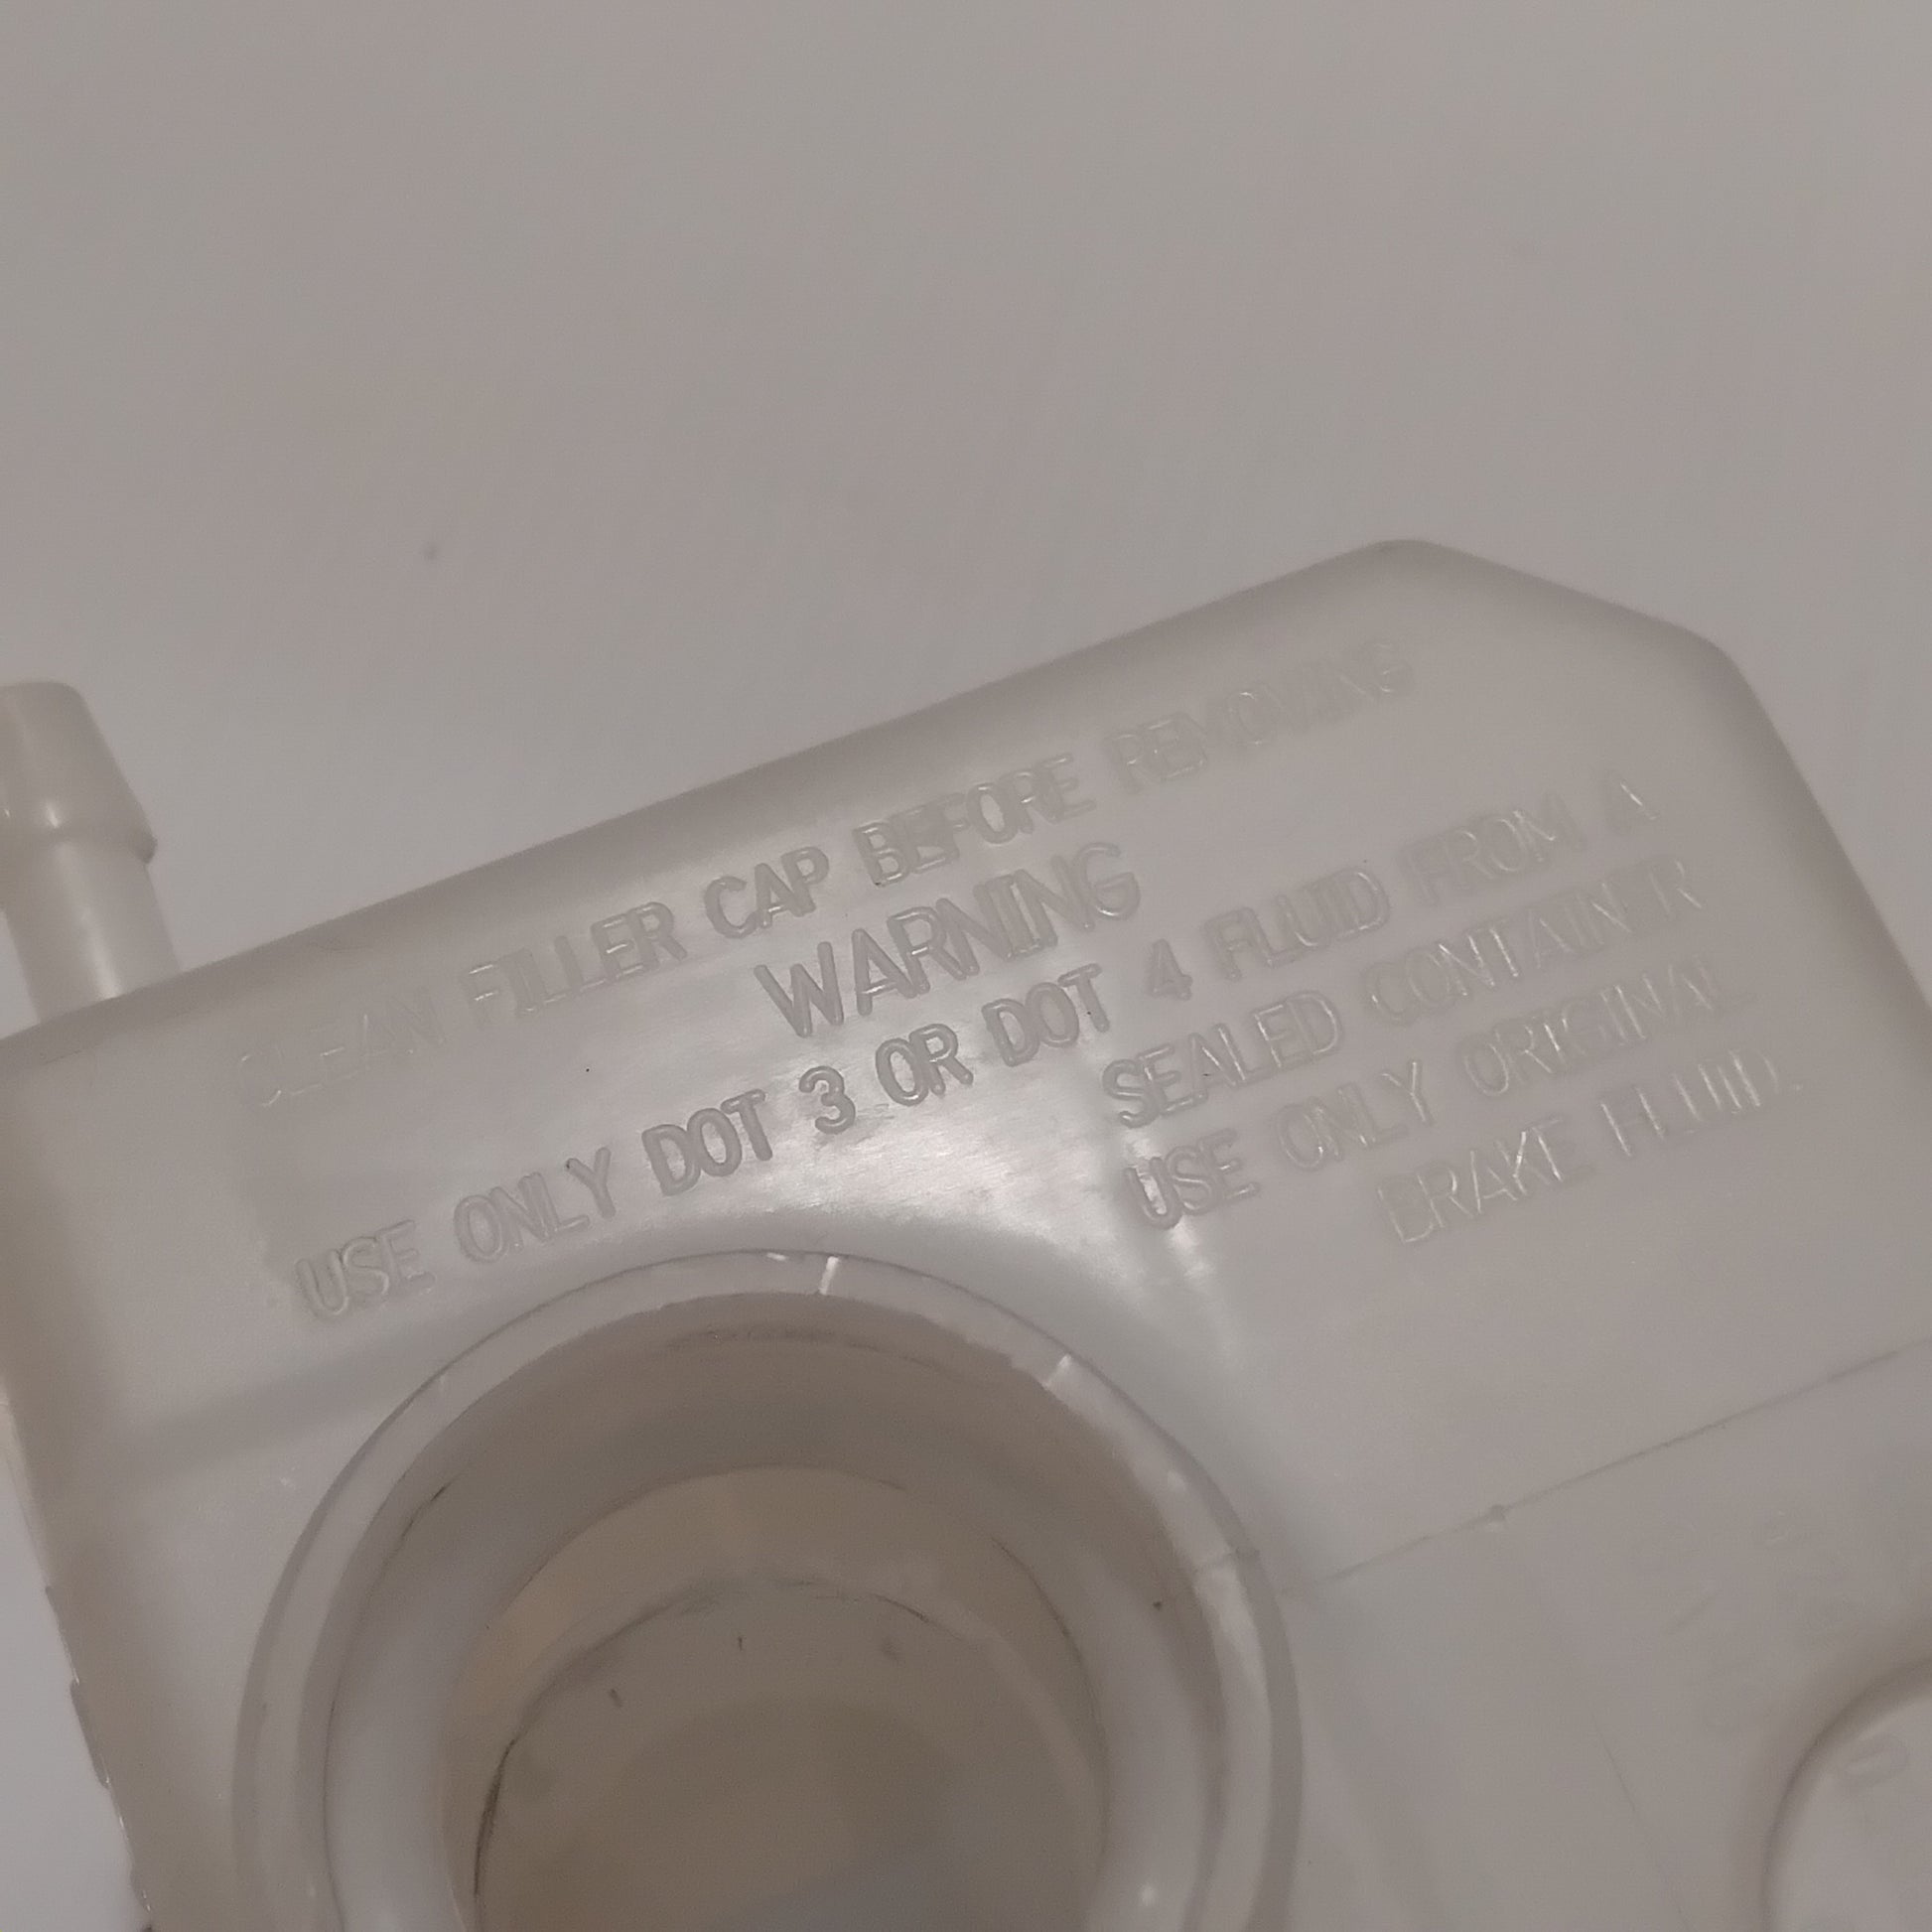 CLEAN FILLER CAP BEFORE REMOVING
WARNING
USE ONLY DOT 3 OR DOT 4 FLUID FROM A
SEALED CONTAINER
USE ONLY ORIGINAL
BRAKE FLUID.